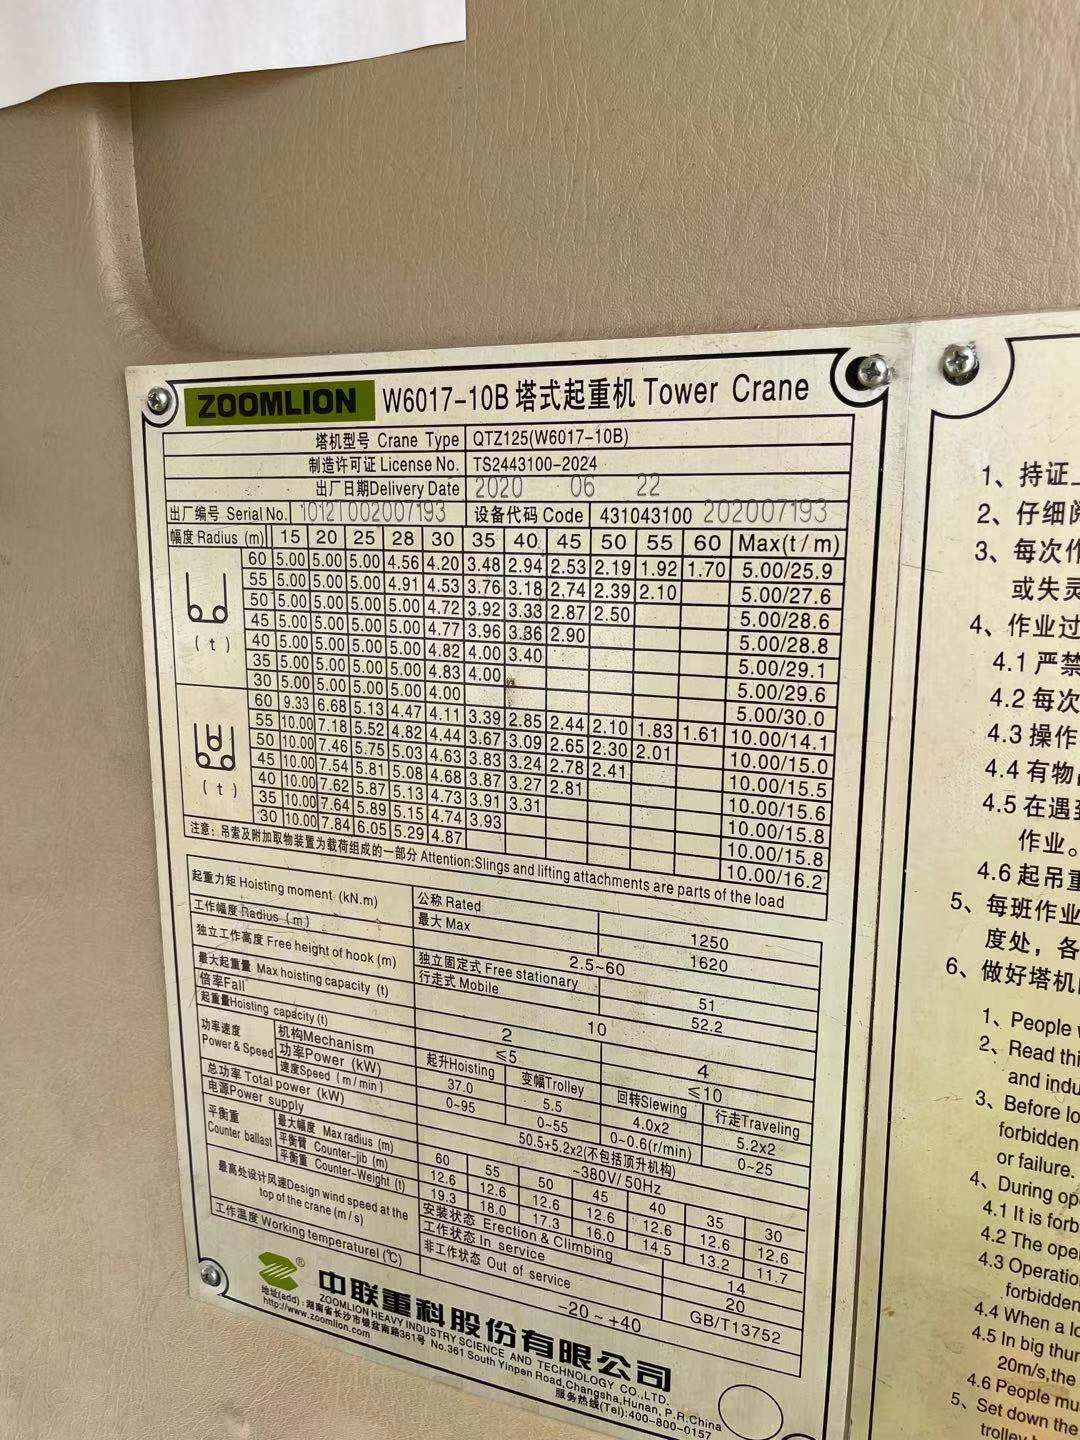 ZOOMLION W6017-10B 塔式起重机 Tower Crane
塔机型号 Crane Type QTZ125(W6017-10B)
制造许可证 License No. TS2443100-2024
出厂日期Delivery Date 2020 06 22
出厂编号 Serial No. 1012T002007193 设备代码 Code 431043100 202007193
幅度 Radius (m) 15 20 25 28 30 35 40 45 50 55 60 Max(t/m)
60 5.00 5.00 5.00 4.56 4.20 3.48 2.94 2.53 2.19 1.92 1.70 5.00/25.9
55 5.00 5.00 5.00 4.91 4.53 3.76 3.18 2.74 2.39 2.10 5.00/27.6
50 5.00 5.00 5.00 5.00 4.72 3.92 3.33 2.87 2.50 5.00/28.6
45 5.00 5.00 5.00 5.00 4.77 3.96 3.36 2.90 5.00/28.8
(t) 40 5.00 5.00 5.00 5.00 4.82 4.00 3.40 5.00/29.1
35 5.00 5.00 5.00 5.00 4.83 4.00 5.00/29.6
30 5.00 5.00 5.00 5.00 4.00 5.00/30.0
60 9.33 6.68 5.13 4.47 4.11 3.39 2.85 2.44 2.10 1.83 1.61 10.00/14.1
55 10.00 7.18 5.52 4.82 4.44 3.67 3.09 2.65 2.30 2.01 10.00/15.0
50 10.00 7.46 5.75 5.03 4.63 3.83 3.24 2.78 2.41 10.00/15.5
45 10.00 7.54 5.81 5.08 4.68 3.87 3.27 2.81 10.00/15.6
(t) 40 10.00 7.62 5.87 5.13 4.73 3.91 3.31 10.00/15.8
35 10.00 7.64 5.89 5.15 4.74 3.93 10.00/15.8
30 10.00 7.84 6.05 5.29 4.87 10.00/16.2
注意：吊索及附加取物装置为载荷组成的一部分 Attention:Slings and lifting attachments are parts of the load
起重力矩 Hoisting moment (kN.m) 公称 Rated 1250
最大 Max 1620
工作幅度 Radius (m) 2.5~60
独立工作高度 Free height of hook (m) 独立固定式 Free stationary 51
行走式 Mobile 52.2
最大起重量 Max hoisting capacity (t) 10
倍率Fall 2 4
起重量Hoisting capacity(t) ≤5 ≤10
功率速度 Power & Speed
机构Mechanism 起升Hoisting 变幅Trolley 回转Slewing 行走Traveling
功率Power (kW) 37.0 5.5 4.0x2 5.2x2
速度Speed (m/min) 0~95 0~55 0~0.6(r/min) 0~25
总功率 Total power (kW) 50.5+5.2x2(不包括顶升机构)
电源Power supply ~380V/50Hz
平衡重 Counter ballast
最大幅度 Max radius (m) 60 55 50 45 40 35 30
平衡臂 Counter-jib (m) 12.6 12.6 12.6 12.6 12.6 12.6 12.6
平衡重 Counter-Weight (t) 19.3 18.0 17.3 16.0 14.5 13.2 11.7
最高处设计风速Design wind speed at the top of the crane (m/s)
安装状态 Erection & Climbing 14
工作状态 In service 20
非工作状态 Out of service GB/T13752
工作温度 Working temperaturel (℃) -20~+40
®
中联重科股份有限公司
ZOOMLION HEAVY INDUSTRY SCIENCE AND TECHNOLOGY CO.,LTD.
地址(add)：湖南省长沙市银盆南路361号 No.361 South Yinpen Road,Changsha,Hunan, P.R.China
http://www.zoomlion.com 服务热线(Tel):400-800-0157
1、持证
2、仔细
3、每次
或失灵
4、作业过
4.1 严禁
4.2 每次
4.3 操作
4.4 有物
4.5 在遇到
作业。
4.6 起吊重
5、每班作业
度处，各
6、做好塔机
1、People
2、Read thi
and indu
3、Before lo
forbidden
or failure.
4、During op
4.1 It is forb
4.2 The ope
4.3 Operatio
forbidden
4.4 When a lo
4.5 In big thur
20m/s,the
4.6 People mu
5、Set down the
trolley